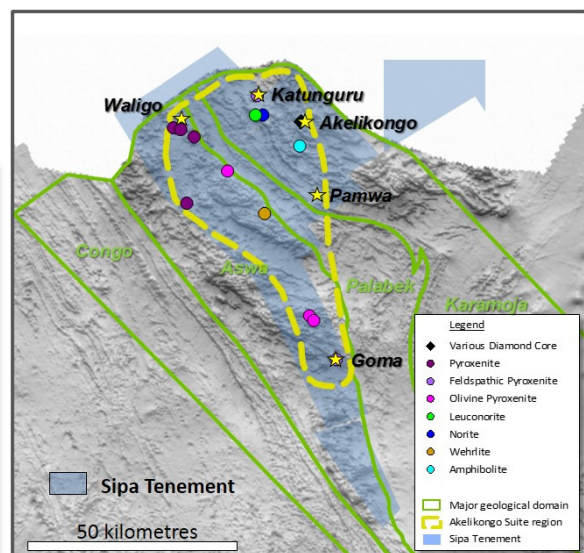 Katunguru
Waligo
Akelikongo
Pamwa
Congo
Aswa
Palabek
Karamoja
Goma
Legend
Various Diamond Core
Pyroxenite
Feldspathic Pyroxenite
Olivine Pyroxenite
Leuconorite
Norite
Wehrlite
Amphibolite
Major geological domain
Akelikongo Suite region
Sipa Tenement
Sipa Tenement
50 kilometres